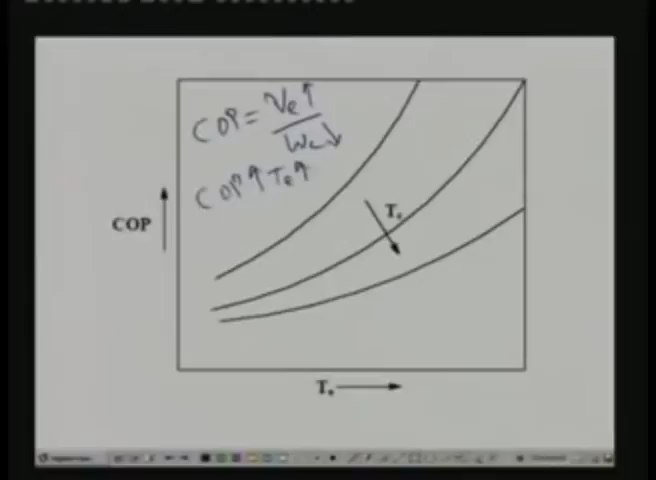 COP = Ve↑
Wc↓
COP↑ Te↑
Tc
COP
Te